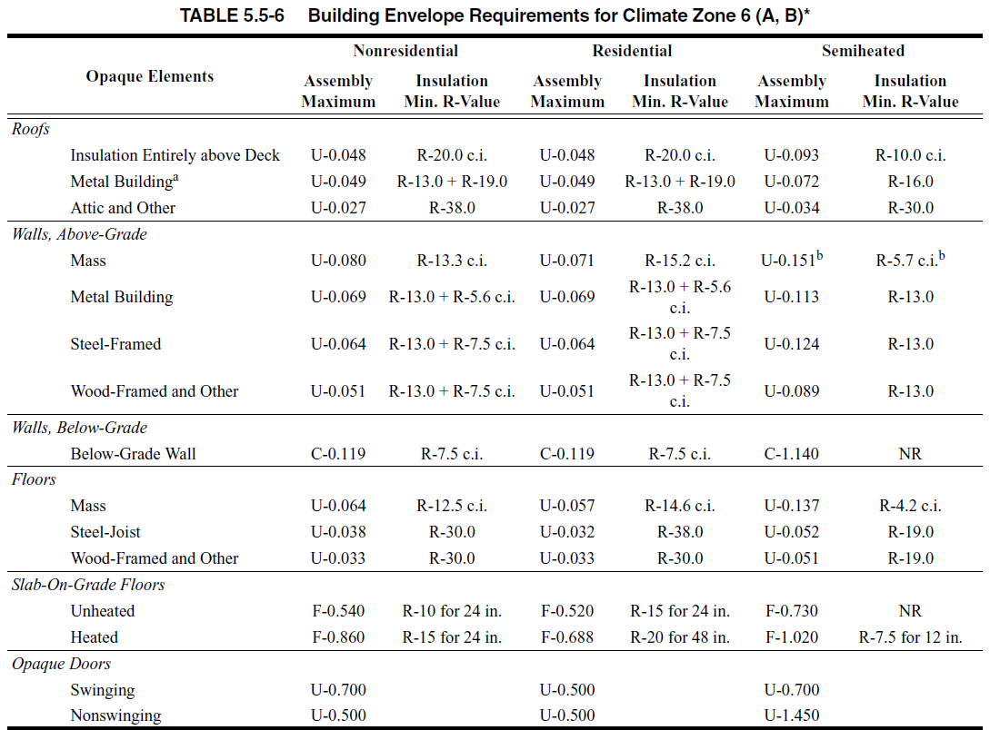 TABLE 5.5-6 Building Envelope Requirements for Climate Zone 6 (A, B)*
Nonresidential Residential Semiheated
Opaque Elements Assembly Maximum Insulation Min. R-Value Assembly Maximum Insulation Min. R-Value Assembly Maximum Insulation Min. R-Value
Roofs
Insulation Entirely above Deck U-0.048 R-20.0 c.i. U-0.048 R-20.0 c.i. U-0.093 R-10.0 c.i.
Metal Buildingᵃ U-0.049 R-13.0 + R-19.0 U-0.049 R-13.0 + R-19.0 U-0.072 R-16.0
Attic and Other U-0.027 R-38.0 U-0.027 R-38.0 U-0.034 R-30.0
Walls, Above-Grade
Mass U-0.080 R-13.3 c.i. U-0.071 R-15.2 c.i. U-0.151ᵇ R-5.7 c.i.ᵇ
Metal Building U-0.069 R-13.0 + R-5.6 c.i. U-0.069 R-13.0 + R-5.6 c.i. U-0.113 R-13.0
Steel-Framed U-0.064 R-13.0 + R-7.5 c.i. U-0.064 R-13.0 + R-7.5 c.i. U-0.124 R-13.0
Wood-Framed and Other U-0.051 R-13.0 + R-7.5 c.i. U-0.051 R-13.0 + R-7.5 c.i. U-0.089 R-13.0
Walls, Below-Grade
Below-Grade Wall C-0.119 R-7.5 c.i. C-0.119 R-7.5 c.i. C-1.140 NR
Floors
Mass U-0.064 R-12.5 c.i. U-0.057 R-14.6 c.i. U-0.137 R-4.2 c.i.
Steel-Joist U-0.038 R-30.0 U-0.032 R-38.0 U-0.052 R-19.0
Wood-Framed and Other U-0.033 R-30.0 U-0.033 R-30.0 U-0.051 R-19.0
Slab-On-Grade Floors
Unheated F-0.540 R-10 for 24 in. F-0.520 R-15 for 24 in. F-0.730 NR
Heated F-0.860 R-15 for 24 in. F-0.688 R-20 for 48 in. F-1.020 R-7.5 for 12 in.
Opaque Doors
Swinging U-0.700 U-0.500 U-0.700
Nonswinging U-0.500 U-0.500 U-1.450